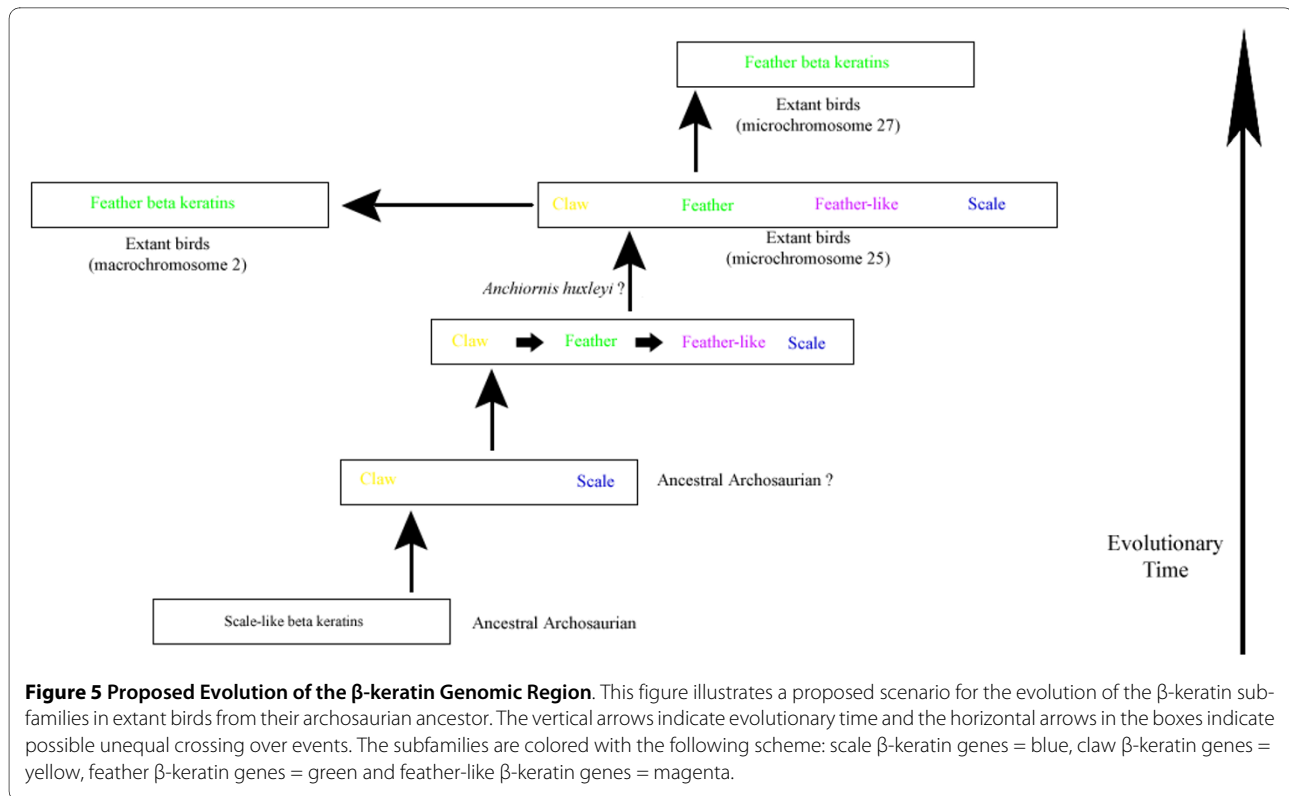 Feather beta keratins
Extant birds
(microchromosome 27)
Feather beta keratins
Claw Feather Feather-like Scale
Extant birds
(macrochromosome 2)
Extant birds
(microchromosome 25)
Anchiornis huxleyi ?
Claw Feather Feather-like Scale
Claw Scale
Ancestral Archosaurian ?
Evolutionary
Time
Scale-like beta keratins
Ancestral Archosaurian
Figure 5 Proposed Evolution of the β-keratin Genomic Region. This figure illustrates a proposed scenario for the evolution of the β-keratin sub-
families in extant birds from their archosaurian ancestor. The vertical arrows indicate evolutionary time and the horizontal arrows in the boxes indicate
possible unequal crossing over events. The subfamilies are colored with the following scheme: scale β-keratin genes = blue, claw β-keratin genes =
yellow, feather β-keratin genes = green and feather-like β-keratin genes = magenta.